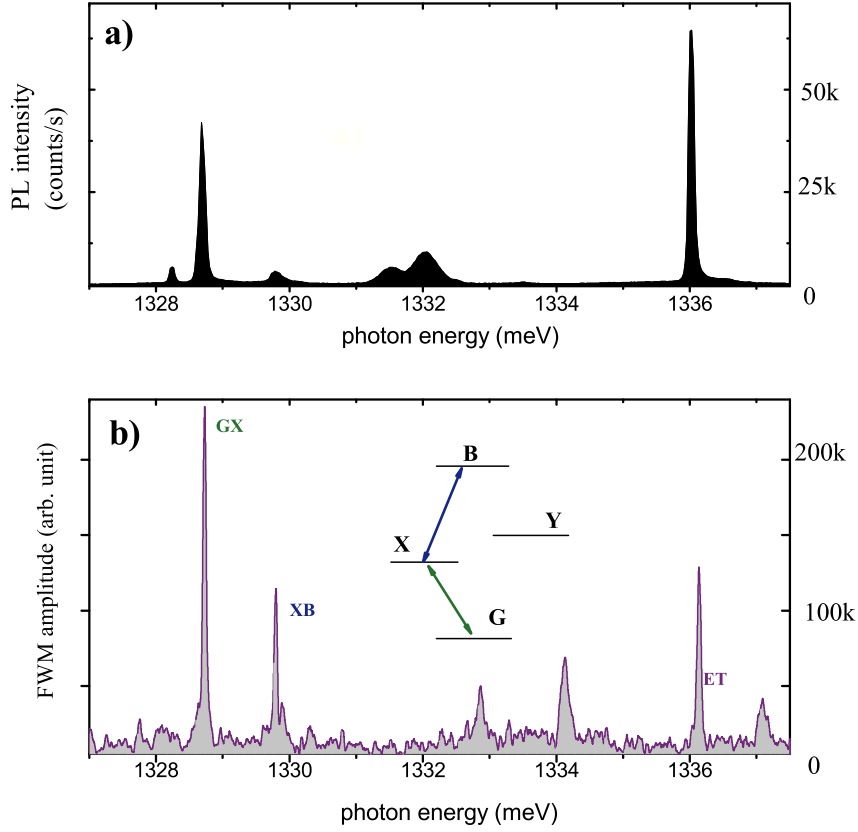 a)
PL intensity
(counts/s)
50k
25k
0
1328
1330
1332
1334
1336
photon energy (meV)
b)
FWM amplitude (arb. unit)
GX
XB
B
Y
X
G
ET
200k
100k
0
1328
1330
1332
1334
1336
photon energy (meV)